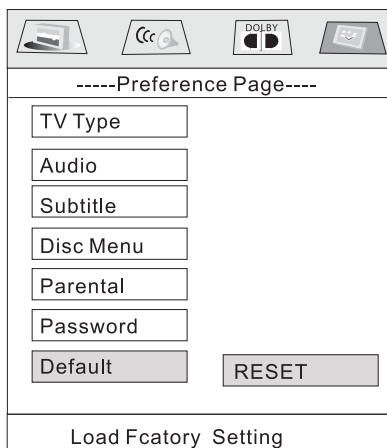 DOLBY
-----Preference Page----
TV Type
Audio
Subtitle
Disc Menu
Parental
Password
Default
RESET
Load Fcatory Setting